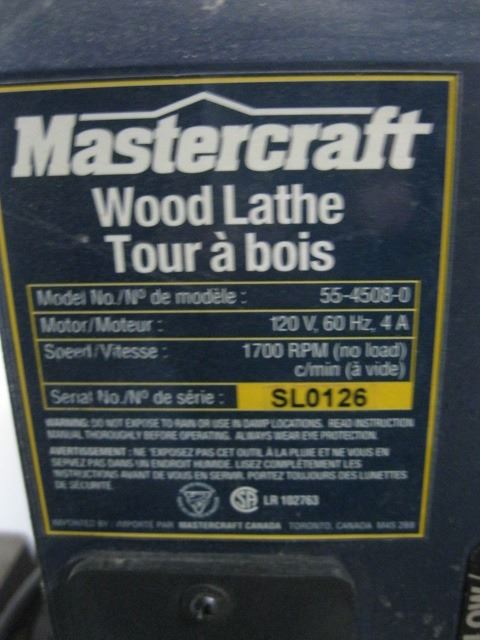 Mastercraft
Wood Lathe
Tour à bois
Model No./Nº de modèle : 55-4508-0
Motor/Moteur : 120 V, 60 Hz, 4 A
Speed/Vitesse : 1700 RPM (no load)
c/min (à vide)
Serial No./Nº de série : SL0126
WARNING: DO NOT EXPOSE TO RAIN OR USE IN DAMP LOCATIONS. READ INSTRUCTION
MANUAL THOROUGHLY BEFORE OPERATING. ALWAYS WEAR EYE PROTECTION.
AVERTISSEMENT : NE EXPOSEZ PAS CET OUTIL À LA PLUIE ET NE VOUS EN
SERVEZ PAS DANS UN ENDROIT HUMIDE. LISEZ COMPLÈTEMENT LES
INSTRUCTIONS AVANT DE VOUS EN SERVIR. PORTEZ TOUJOURS DES LUNETTES
DE SÉCURITÉ.
LR 102763
IMPORTED BY / IMPORTÉ PAR MASTERCRAFT CANADA TORONTO, CANADA M4S 2B8
LOW/